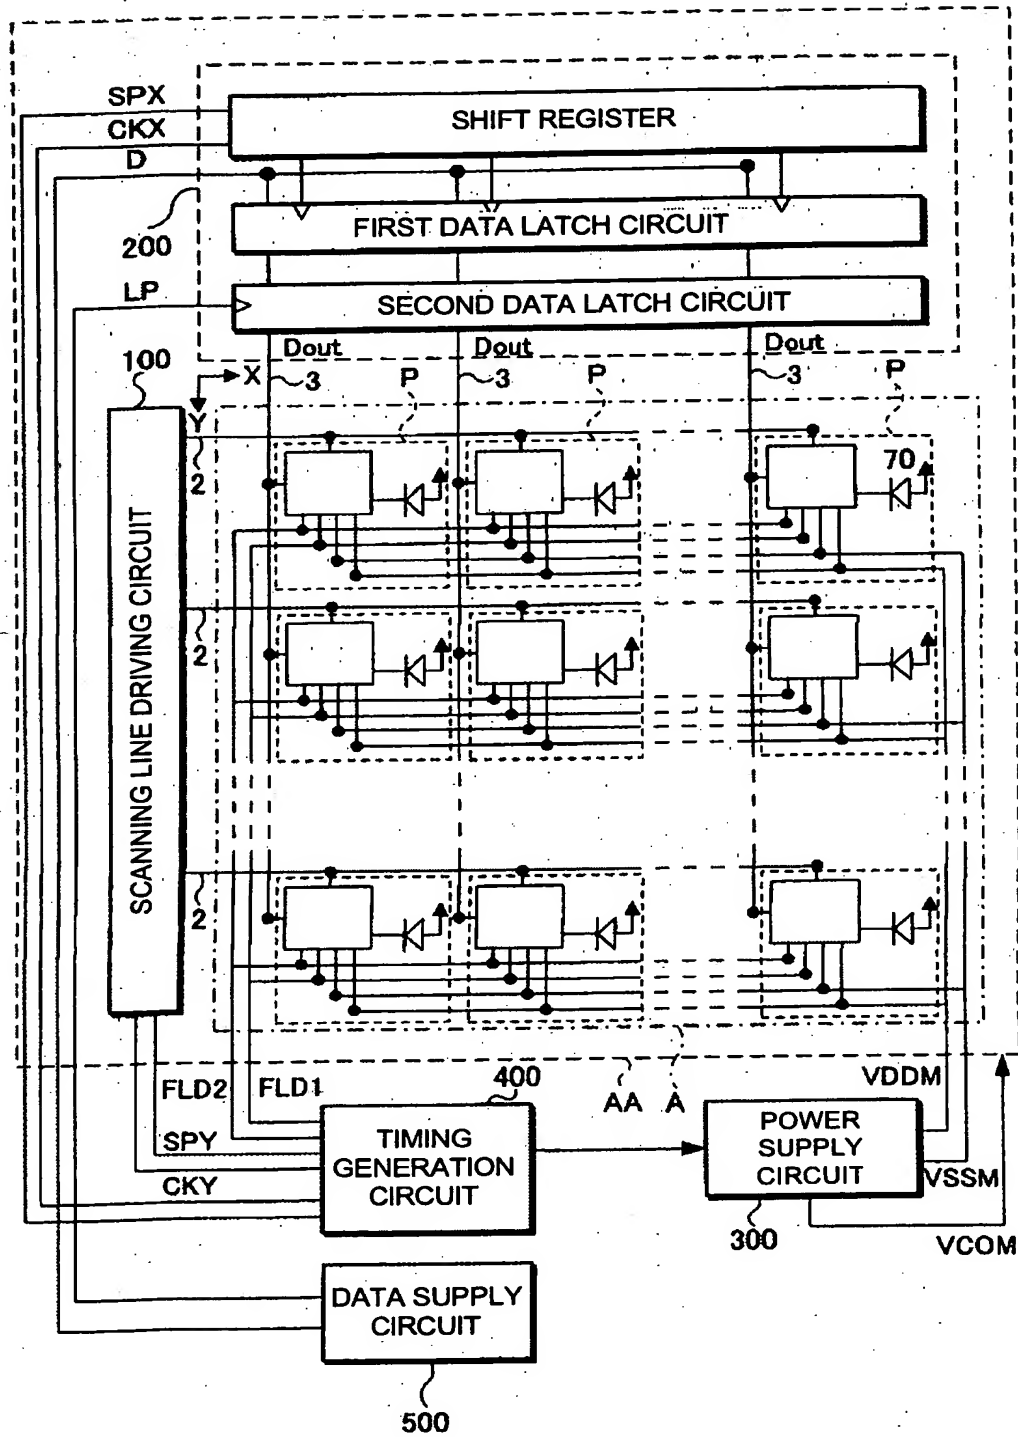 SPX
SHIFT REGISTER
CKX
D
FIRST DATA LATCH CIRCUIT
200
LP
SECOND DATA LATCH CIRCUIT
Dout
Dout
Dout
100
X
3
P
3
P
3
P
Y
2
70
SCANNING LINE DRIVING CIRCUIT
2
2
FLD2
FLD1
400
AA
A
VDDM
SPY
TIMING
GENERATION
CIRCUIT
POWER
SUPPLY
CIRCUIT
CKY
VSSM
300
VCOM
DATA SUPPLY
CIRCUIT
500